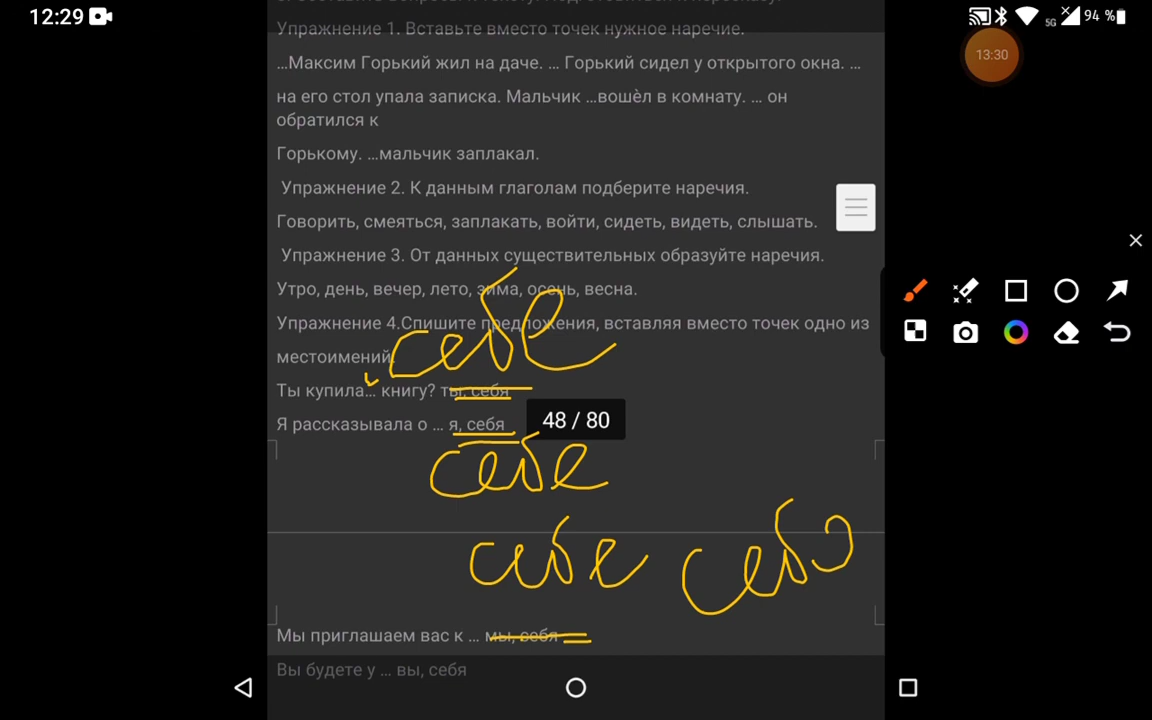 12:29
94 %
5G
13:30
Упражнение 1. Вставьте вместо точек нужное наречие.
…Максим Горький жил на даче. … Горький сидел у открытого окна. …
на его стол упала записка. Мальчик …вошѐл в комнату. … он
обратился к
Горькому. …мальчик заплакал.
Упражнение 2. К данным глаголам подберите наречия.
Говорить, смеяться, заплакать, войти, сидеть, видеть, слышать.
Упражнение 3. От данных существительных образуйте наречия.
Утро, день, вечер, лето, зима, осень, весна.
Упражнение 4.Спишите предложения, вставляя вместо точек одно из
местоимений.
себе
Ты купила… книгу? ты, себя
Я рассказывала о … я, себя
48 / 80
себе
себе
Мы приглашаем вас к … мы, себя
Вы будете у … вы, себя